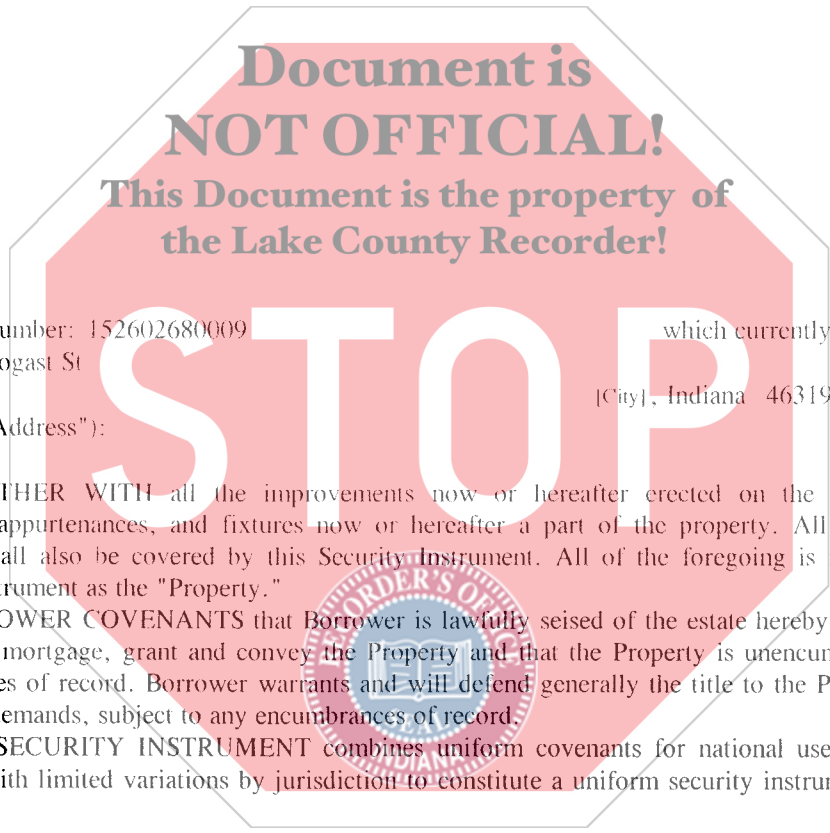 Document is
NOT OFFICIAL!
This Document is the property of
the Lake County Recorder!
STOP
umber: 152602680009 which currently
ogast St
[City], Indiana 46319
Address"):
THER WITH all the improvements now or hereafter erected on the
appurtenances, and fixtures now or hereafter a part of the property. All
all also be covered by this Security Instrument. All of the foregoing is
trument as the "Property."
OWER COVENANTS that Borrower is lawfully seised of the estate hereby
mortgage, grant and convey the Property and that the Property is unencum
es of record. Borrower warrants and will defend generally the title to the P
emands, subject to any encumbrances of record.
SECURITY INSTRUMENT combines uniform covenants for national use
ith limited variations by jurisdiction to constitute a uniform security instrum
RECORDER'S OFFICE
SEAL
INDIANA